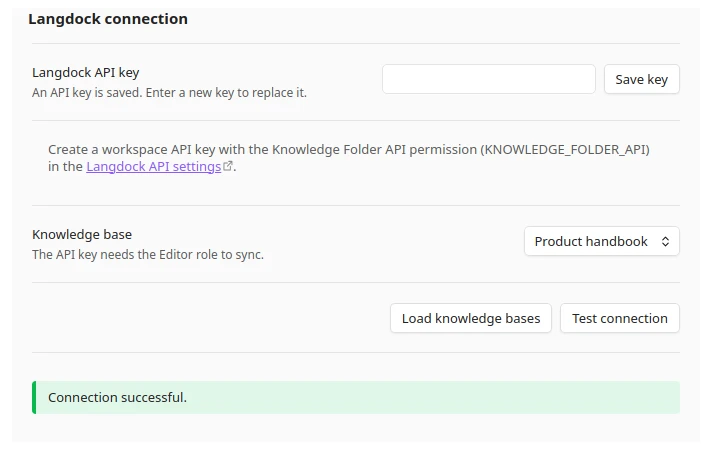 Langdock connection
Langdock API key
An API key is saved. Enter a new key to replace it.
Save key
Create a workspace API key with the Knowledge Folder API permission (KNOWLEDGE_FOLDER_API)
in the Langdock API settings.
Knowledge base
The API key needs the Editor role to sync.
Product handbook
Load knowledge bases
Test connection
Connection successful.